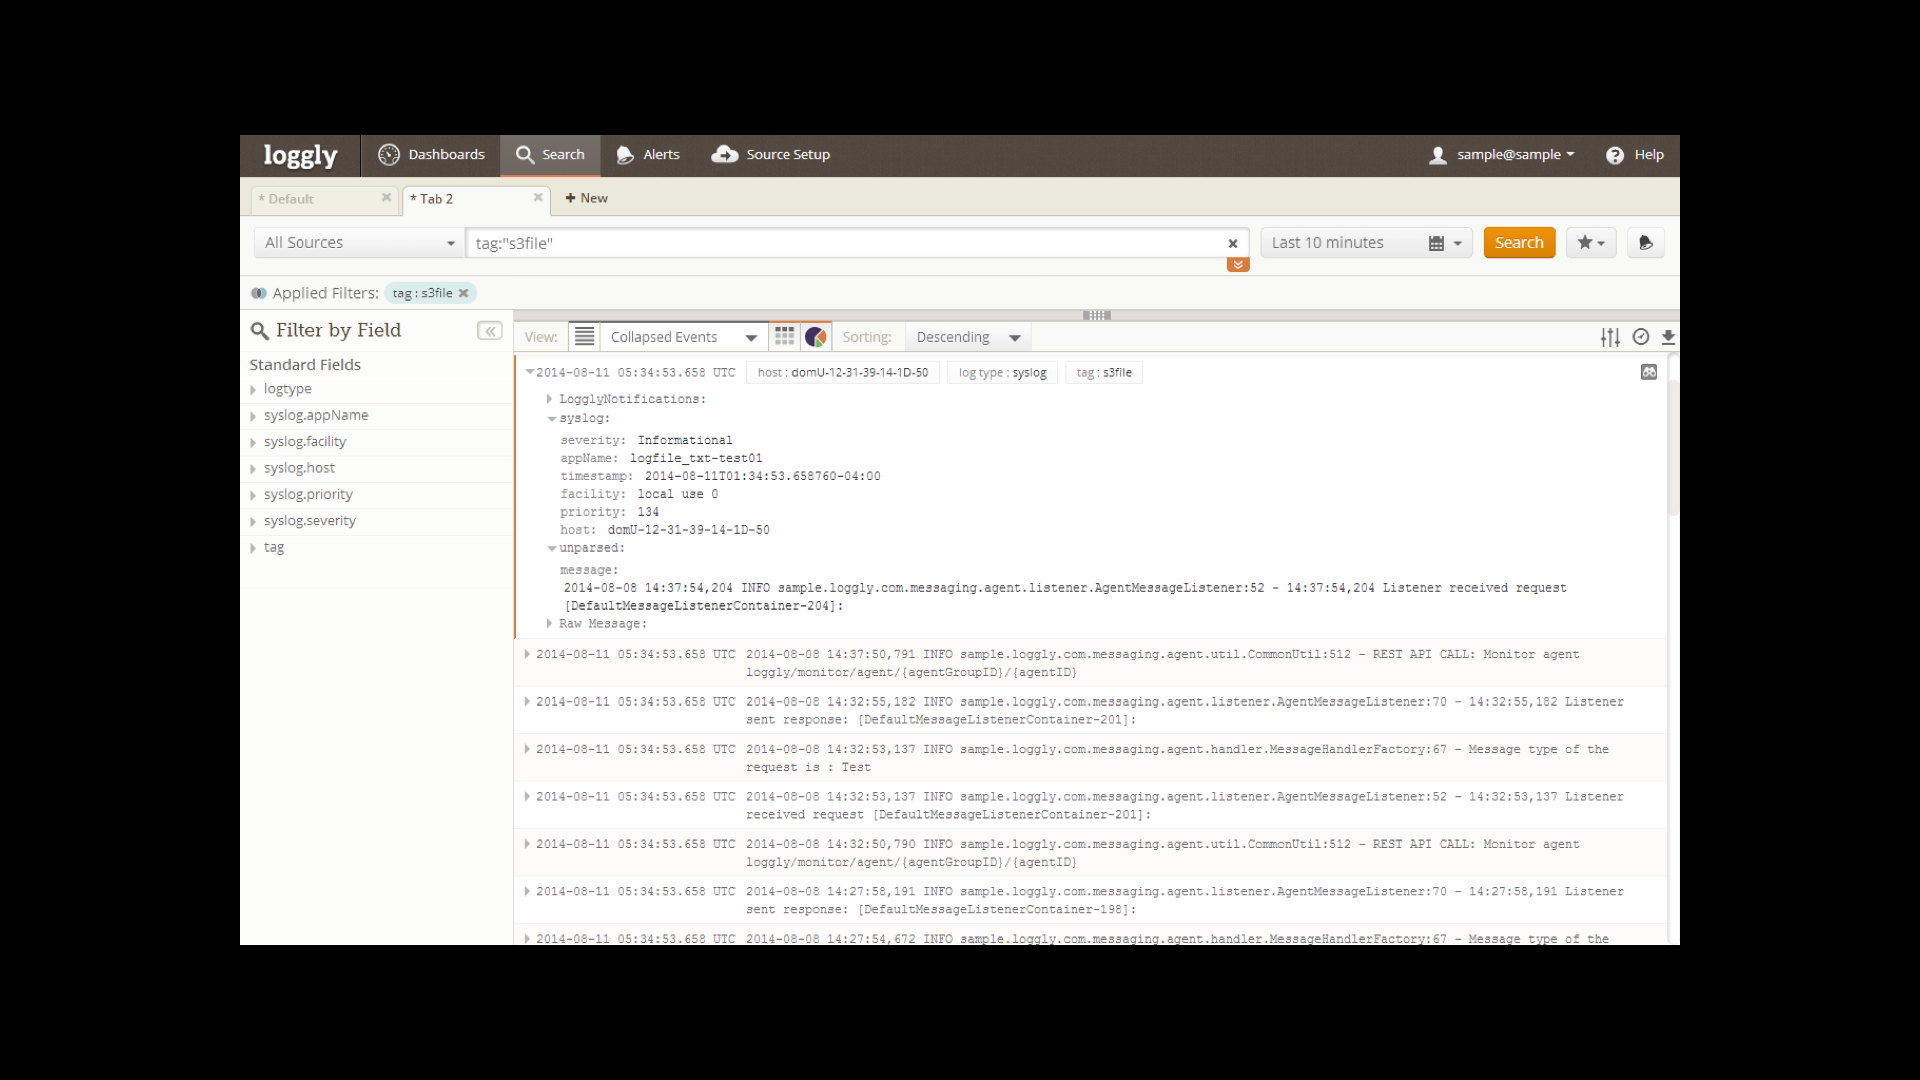 loggly Dashboards Search Alerts Source Setup sample@sample Help
* Default * Tab 2 + New
All Sources tag:"s3file" Last 10 minutes Search
Applied Filters: tag : s3file
Filter by Field
View: Collapsed Events Sorting: Descending
Standard Fields
logtype
syslog.appName
syslog.facility
syslog.host
syslog.priority
syslog.severity
tag
2014-08-11 05:34:53.658 UTC host : domU-12-31-39-14-1D-50 log type : syslog tag : s3file
LogglyNotifications:
syslog:
severity: Informational
appName: logfile_txt-test01
timestamp: 2014-08-11T01:34:53.658760-04:00
facility: local use 0
priority: 134
host: domU-12-31-39-14-1D-50
unparsed:
message:
2014-08-08 14:37:54,204 INFO sample.loggly.com.messaging.agent.listener.AgentMessageListener:52 - 14:37:54,204 Listener received request
[DefaultMessageListenerContainer-204]:
Raw Message:
2014-08-11 05:34:53.658 UTC 2014-08-08 14:37:50,791 INFO sample.loggly.com.messaging.agent.util.CommonUtil:512 - REST API CALL: Monitor agent
loggly/monitor/agent/{agentGroupID}/{agentID}
2014-08-11 05:34:53.658 UTC 2014-08-08 14:32:55,182 INFO sample.loggly.com.messaging.agent.listener.AgentMessageListener:70 - 14:32:55,182 Listener
sent response: [DefaultMessageListenerContainer-201]:
2014-08-11 05:34:53.658 UTC 2014-08-08 14:32:53,137 INFO sample.loggly.com.messaging.agent.handler.MessageHandlerFactory:67 - Message type of the
request is : Test
2014-08-11 05:34:53.658 UTC 2014-08-08 14:32:53,137 INFO sample.loggly.com.messaging.agent.listener.AgentMessageListener:52 - 14:32:53,137 Listener
received request [DefaultMessageListenerContainer-201]:
2014-08-11 05:34:53.658 UTC 2014-08-08 14:32:50,790 INFO sample.loggly.com.messaging.agent.util.CommonUtil:512 - REST API CALL: Monitor agent
loggly/monitor/agent/{agentGroupID}/{agentID}
2014-08-11 05:34:53.658 UTC 2014-08-08 14:27:58,191 INFO sample.loggly.com.messaging.agent.listener.AgentMessageListener:70 - 14:27:58,191 Listener
sent response: [DefaultMessageListenerContainer-198]:
2014-08-11 05:34:53.658 UTC 2014-08-08 14:27:54,672 INFO sample.loggly.com.messaging.agent.handler.MessageHandlerFactory:67 - Message type of the